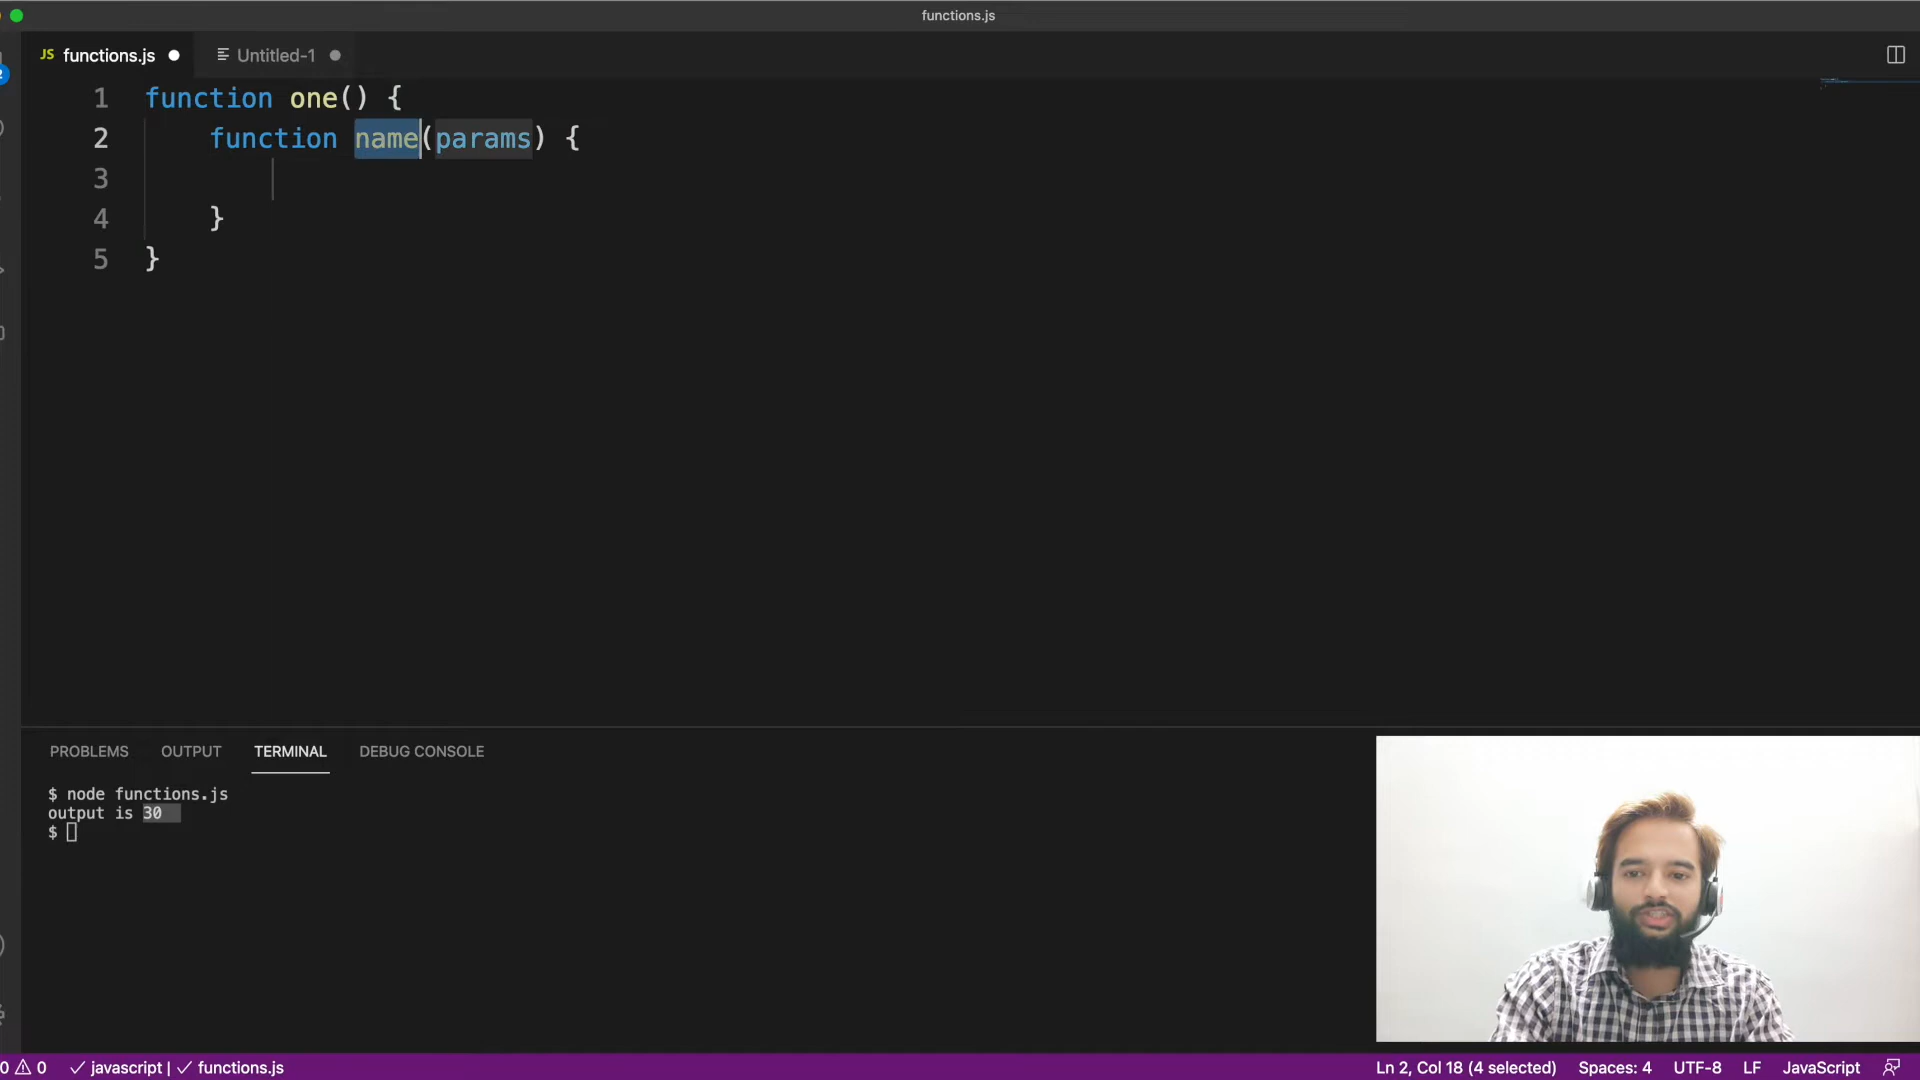 functions.js
JS functions.js Untitled-1
1 function one() {
2 function name(params) {
3
4 }
5 }
PROBLEMS OUTPUT TERMINAL DEBUG CONSOLE
$ node functions.js
output is 30
$
0 0 javascript | functions.js Ln 2, Col 18 (4 selected) Spaces: 4 UTF-8 LF JavaScript